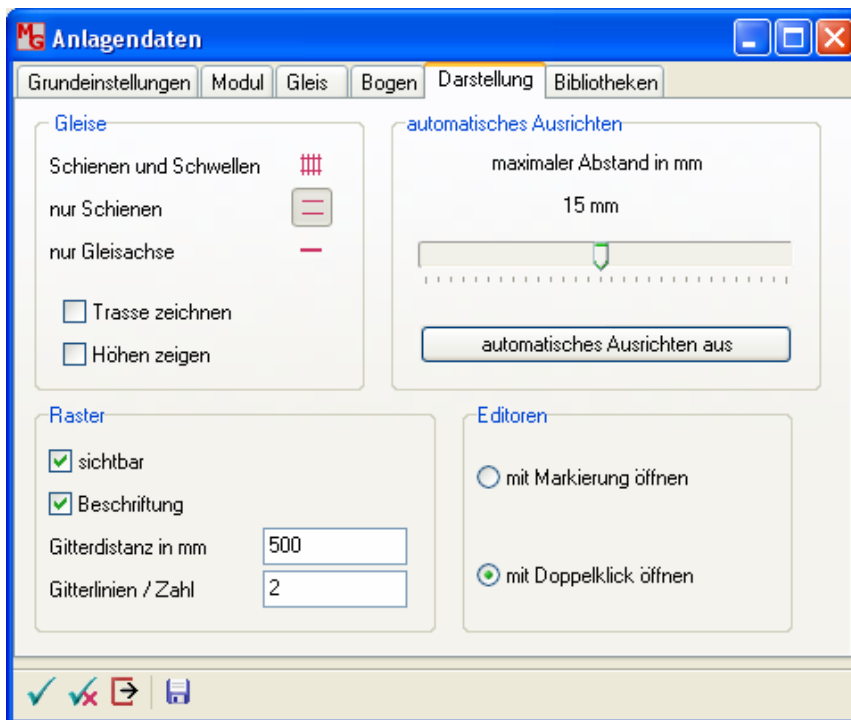 MG Anlagendaten
Grundeinstellungen Modul Gleis Bogen Darstellung Bibliotheken
Gleise
Schienen und Schwellen
nur Schienen
nur Gleisachse
Trasse zeichnen
Höhen zeigen
automatisches Ausrichten
maximaler Abstand in mm
15 mm
automatisches Ausrichten aus
Raster
sichtbar
Beschriftung
Gitterdistanz in mm 500
Gitterlinien / Zahl 2
Editoren
mit Markierung öffnen
mit Doppelklick öffnen